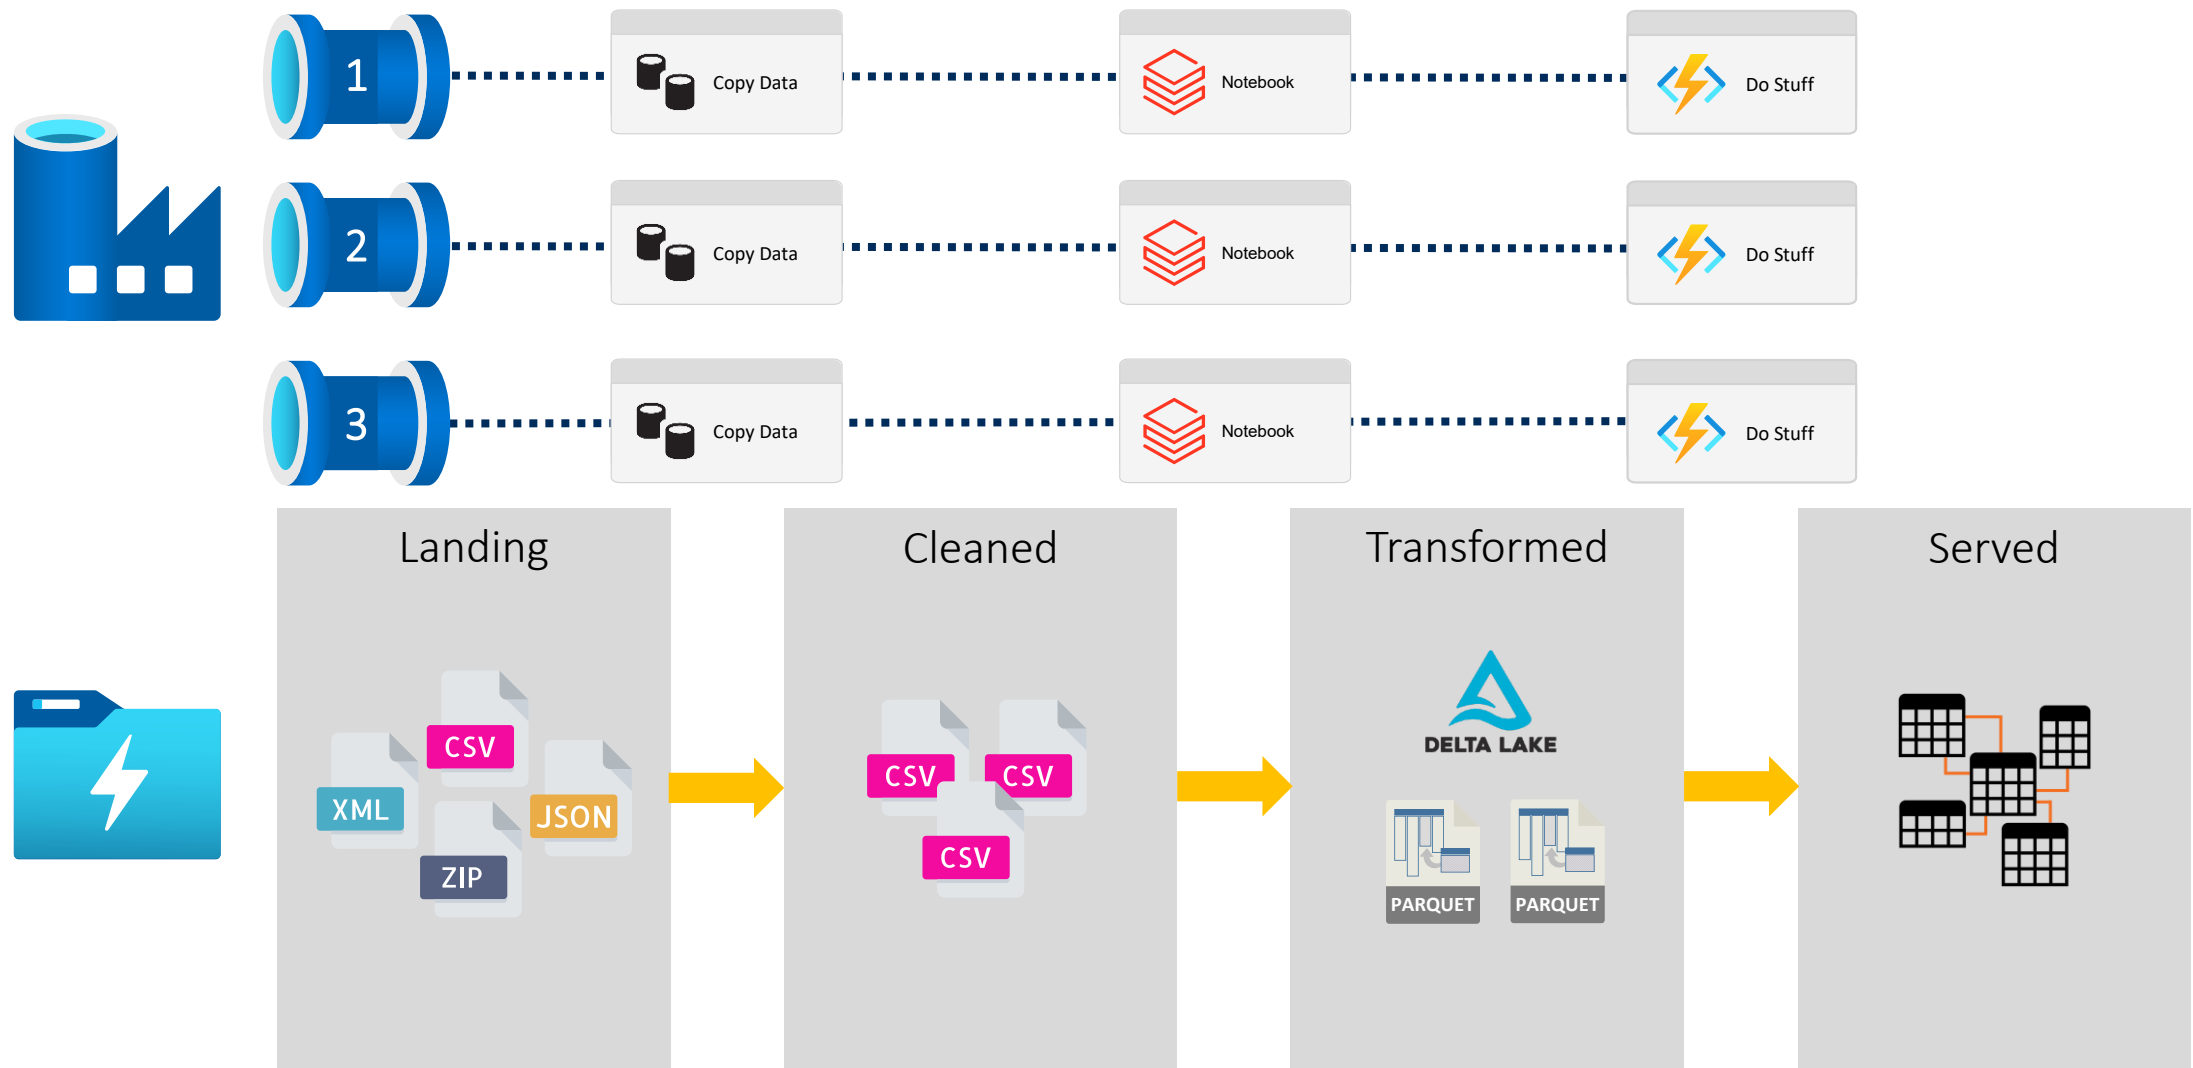 1
Copy Data
Notebook
Do Stuff
2
Copy Data
Notebook
Do Stuff
3
Copy Data
Notebook
Do Stuff
Landing
Cleaned
Transformed
Served
CSV
XML
JSON
ZIP
CSV
CSV
CSV
DELTA LAKE
PARQUET
PARQUET